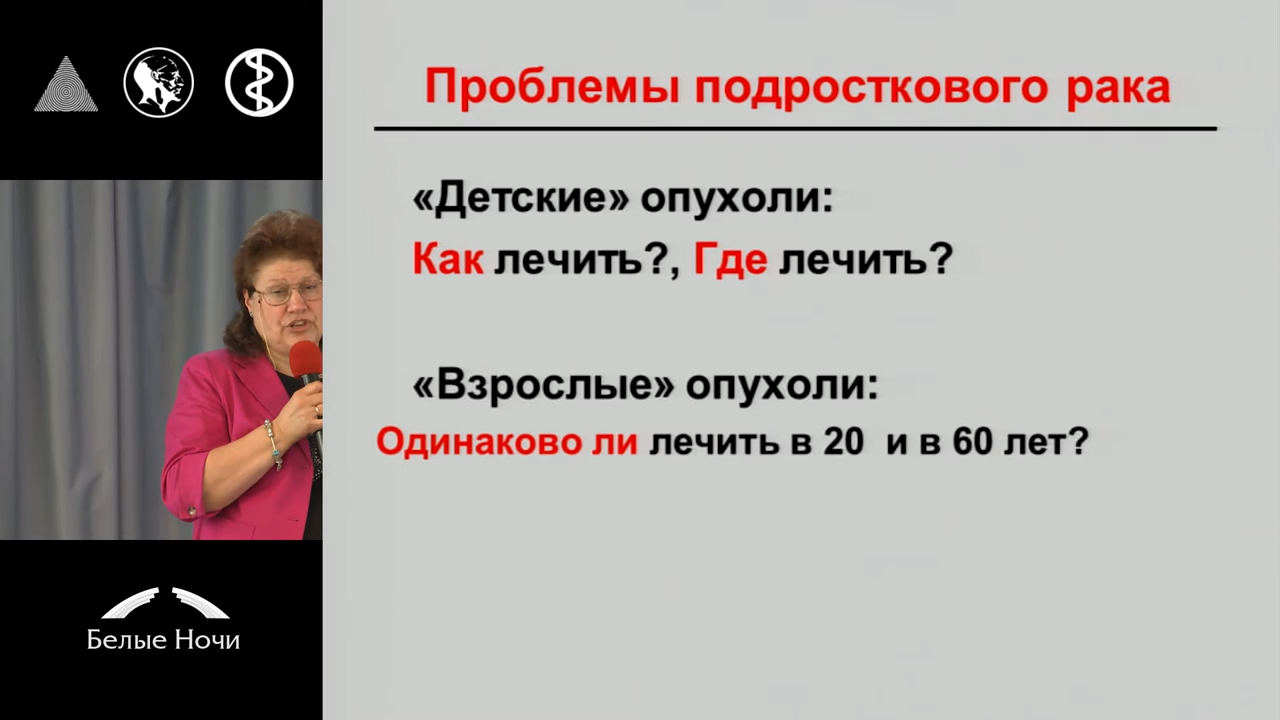 Проблемы подросткового рака
«Детские» опухоли:
Как лечить?, Где лечить?
«Взрослые» опухоли:
Одинаково ли лечить в 20 и в 60 лет?
Белые Ночи